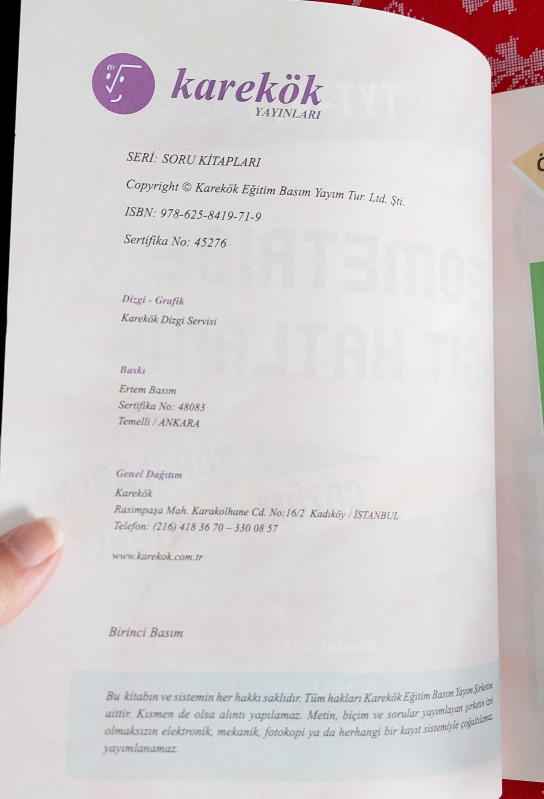 karekök
YAYINLARI
SERİ: SORU KİTAPLARI
Copyright © Karekök Eğitim Basım Yayım Tur. Ltd. Şti.
ISBN: 978-625-8419-71-9
Sertifika No: 45276
Dizgi - Grafik
Karekök Dizgi Servisi
Baskı
Ertem Basım
Sertifika No: 48083
Temelli / ANKARA
Genel Dağıtım
Karekök
Rasimpaşa Mah. Karakolhane Cd. No:16/2 Kadıköy / İSTANBUL
Telefon: (216) 418 36 70 – 330 08 57
www.karekok.com.tr
Birinci Basım
Bu kitabın ve sistemin her hakkı saklıdır. Tüm hakları Karekök Eğitim Basım Yayım Şirketine
aittir. Kısmen de olsa alıntı yapılamaz. Metin, biçim ve sorular yayımlayan şirketin izni
olmaksızın elektronik, mekanik, fotokopi ya da herhangi bir kayıt sistemiyle çoğaltılamaz,
yayımlanamaz.